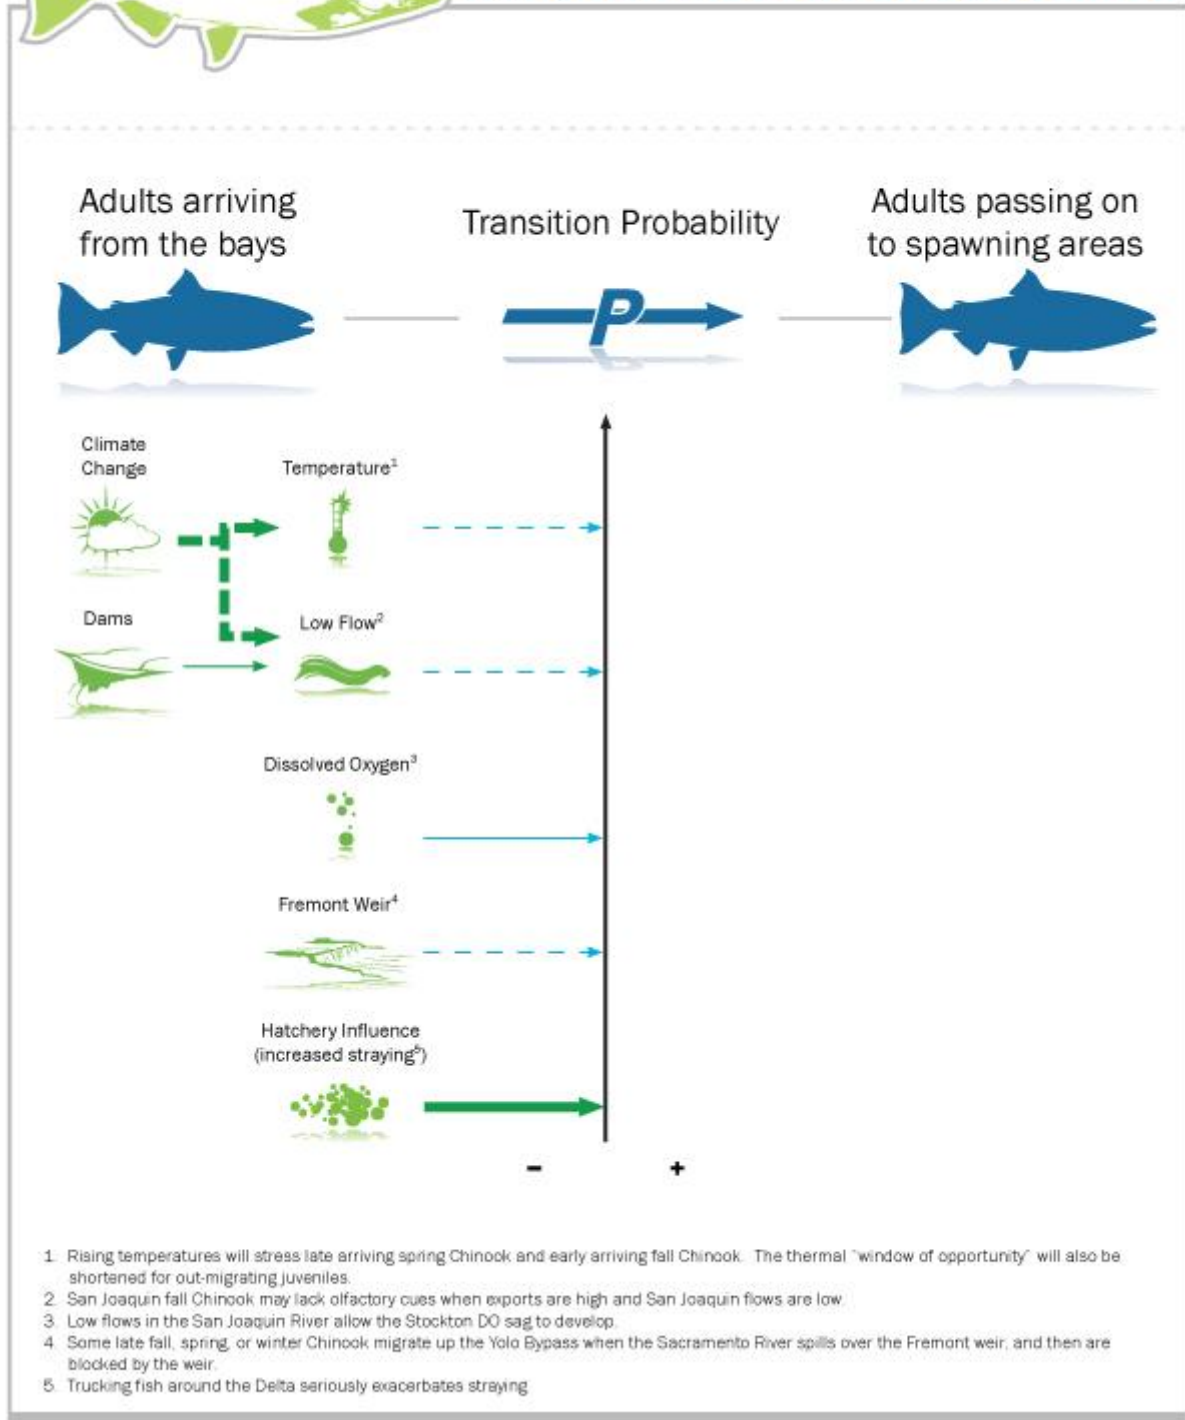 Adults arriving
from the bays
Transition Probability
Adults passing on
to spawning areas
P
Climate
Change
Temperature¹
Dams
Low Flow²
Dissolved Oxygen³
Fremont Weir⁴
Hatchery Influence
(increased straying⁵)
– +
1. Rising temperatures will stress late arriving spring Chinook and early arriving fall Chinook. The thermal “window of opportunity” will also be
shortened for out-migrating juveniles.
2. San Joaquin fall Chinook may lack olfactory cues when exports are high and San Joaquin flows are low.
3. Low flows in the San Joaquin River allow the Stockton DO sag to develop.
4. Some late fall, spring, or winter Chinook migrate up the Yolo Bypass when the Sacramento River spills over the Fremont weir, and then are
blocked by the weir.
5. Trucking fish around the Delta seriously exacerbates straying